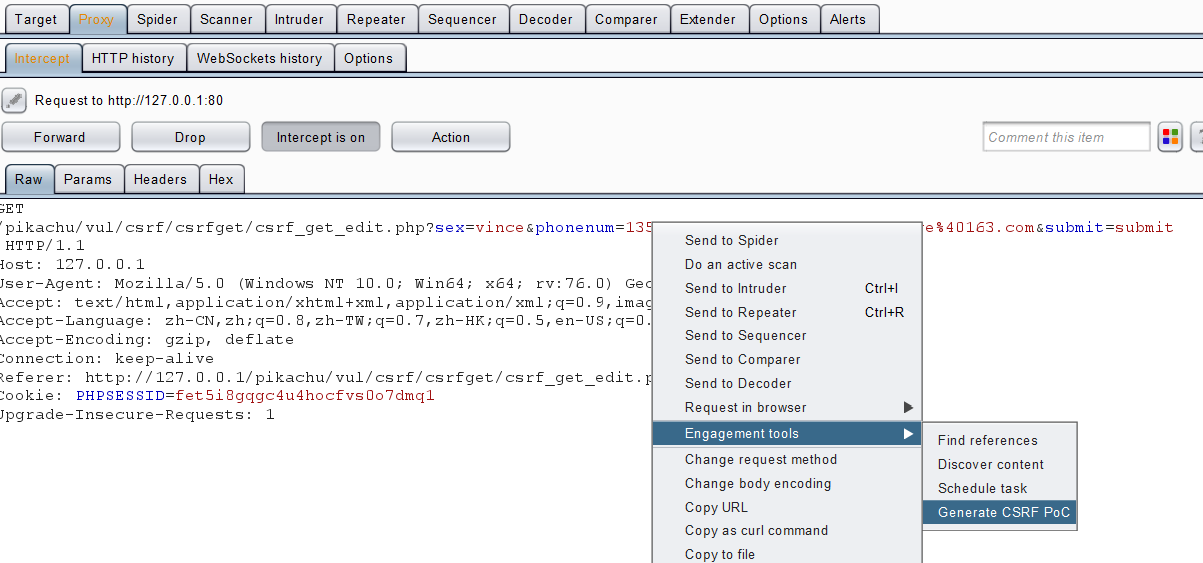 Target Proxy Spider Scanner Intruder Repeater Sequencer Decoder Comparer Extender Options Alerts
Intercept HTTP history WebSockets history Options
Request to http://127.0.0.1:80
Forward Drop Intercept is on Action Comment this item ?
Raw Params Headers Hex
GET
/pikachu/vul/csrf/csrfget/csrf_get_edit.php?sex=vince&phonenum=135 e%40163.com&submit=submit
HTTP/1.1
Host: 127.0.0.1
User-Agent: Mozilla/5.0 (Windows NT 10.0; Win64; x64; rv:76.0) Gec
Accept: text/html,application/xhtml+xml,application/xml;q=0.9,imag
Accept-Language: zh-CN,zh;q=0.8,zh-TW;q=0.7,zh-HK;q=0.5,en-US;q=0.
Accept-Encoding: gzip, deflate
Connection: keep-alive
Referer: http://127.0.0.1/pikachu/vul/csrf/csrfget/csrf_get_edit.p
Cookie: PHPSESSID=fet5i8gqgc4u4hocfvs0o7dmq1
Upgrade-Insecure-Requests: 1
Send to Spider
Do an active scan
Send to Intruder Ctrl+I
Send to Repeater Ctrl+R
Send to Sequencer
Send to Comparer
Send to Decoder
Request in browser
Engagement tools
Change request method
Change body encoding
Copy URL
Copy as curl command
Copy to file
Find references
Discover content
Schedule task
Generate CSRF PoC